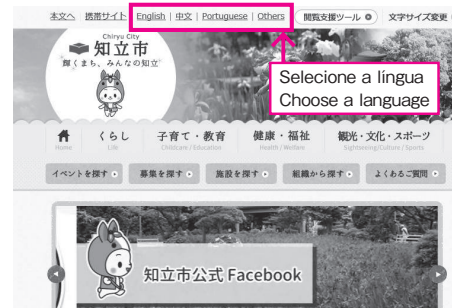 本文へ 携帯サイト English | 中文 | Portuguese | Others 閲覧支援ツール 文字サイズ変更
Chiryu City
知立市
輝くまち、みんなの知立
Selecione a língua
Choose a language
くらし 子育て・教育 健康・福祉 観光・文化・スポーツ
Home Life Childcare/Education Health/Welfare Sightseeing/Culture/Sports
イベントを探す 募集を探す 施設を探す 組織から探す よくあるご質問
知立市公式 Facebook